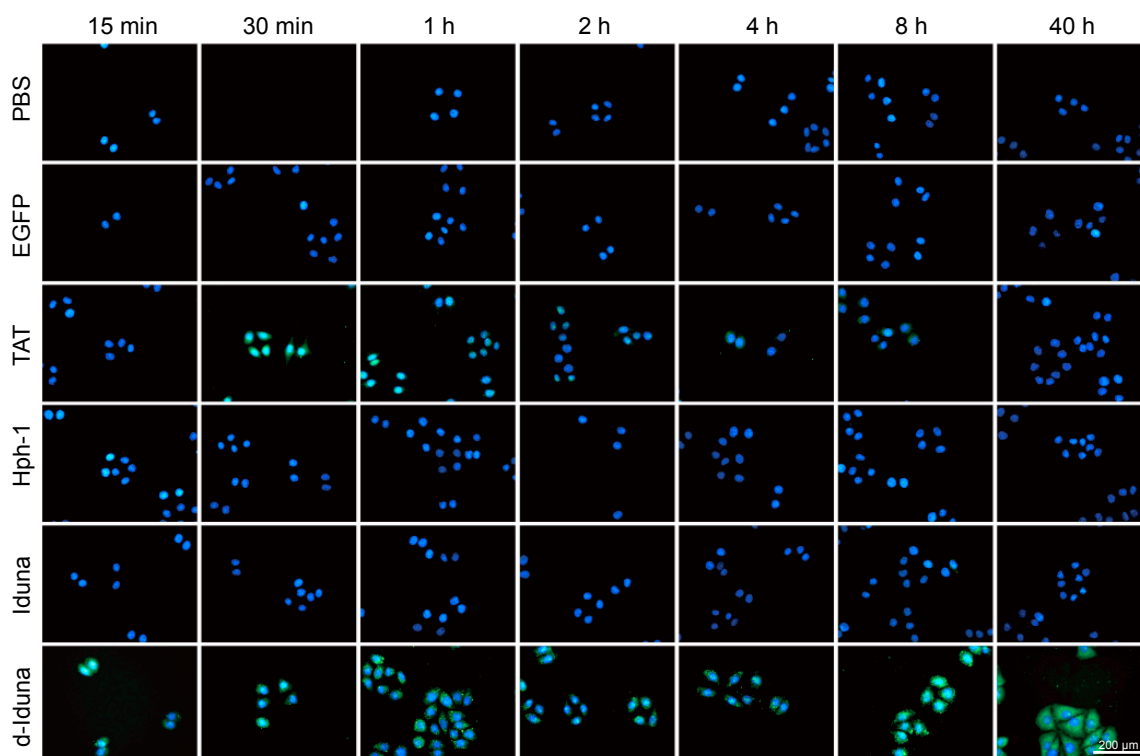 15 min 30 min 1 h 2 h 4 h 8 h 40 h
PBS
EGFP
TAT
Hph-1
Iduna
d-Iduna
200 µm